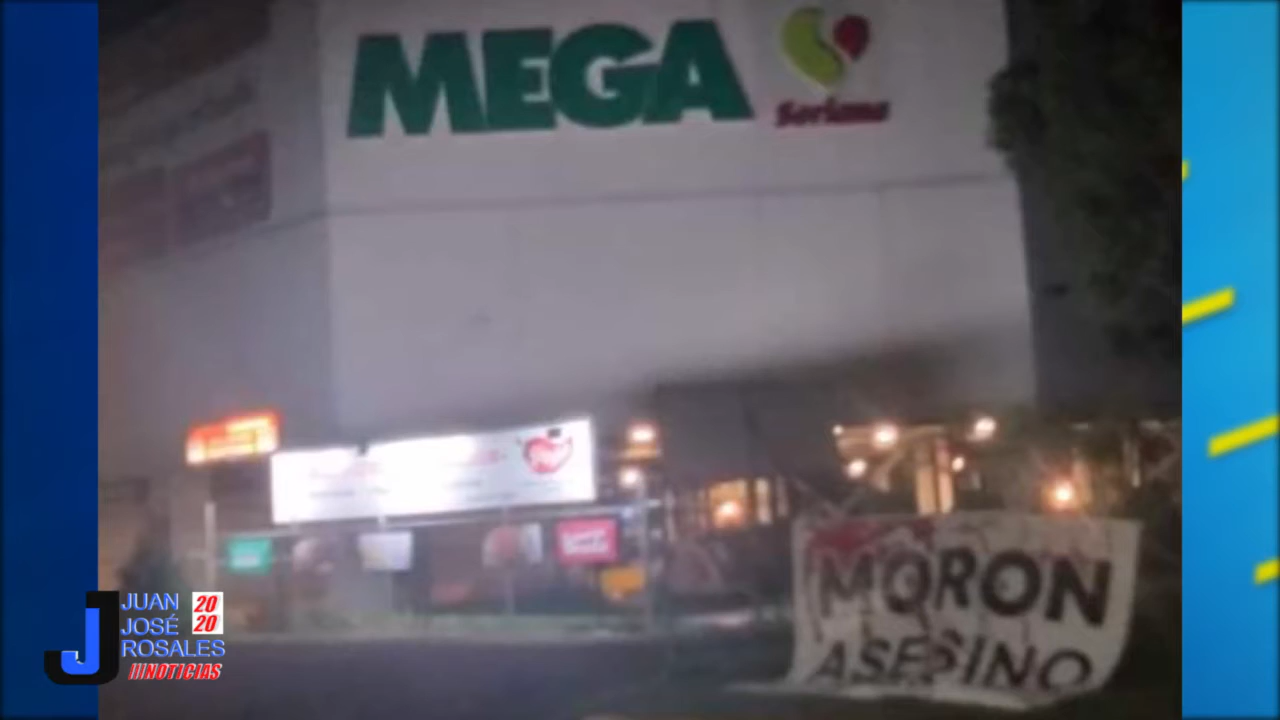 MEGA
Soriana
MORON
ASESINO
JUAN
JOSÉ
ROSALES
20
20
NOTICIAS